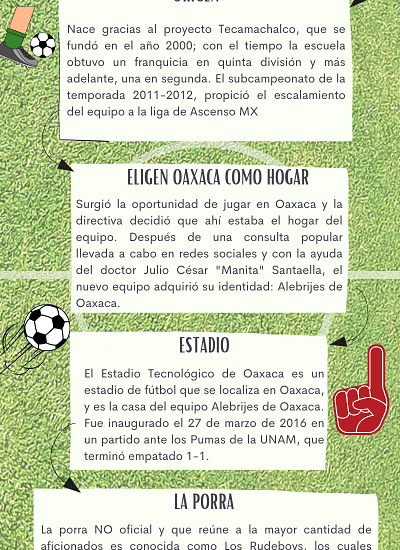 Nace gracias al proyecto Tecamachalco, que se
fundó en el año 2000; con el tiempo la escuela
obtuvo un franquicia en quinta división y más
adelante, una en segunda. El subcampeonato de la
temporada 2011-2012, propició el escalamiento
del equipo a la liga de Ascenso MX
ELIGEN OAXACA COMO HOGAR
Surgió la oportunidad de jugar en Oaxaca y la
directiva decidió que ahí estaba el hogar del
equipo. Después de una consulta popular
llevada a cabo en redes sociales y con la ayuda
del doctor Julio César "Manita" Santaella, el
nuevo equipo adquirió su identidad: Alebrijes de
Oaxaca.
ESTADIO
El Estadio Tecnológico de Oaxaca es un
estadio de fútbol que se localiza en Oaxaca,
y es la casa del equipo Alebrijes de Oaxaca.
Fue inaugurado el 27 de marzo de 2016 en
un partido ante los Pumas de la UNAM, que
terminó empatado 1-1.
LA PORRA
La porra NO oficial y que reúne a la mayor cantidad de
aficionados es conocida como Los Rudeboys, los cuales